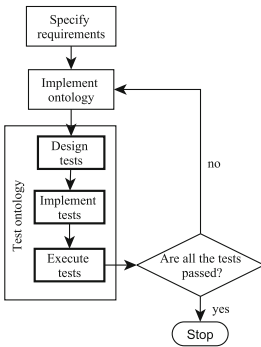 Specify
requirements
Implement
ontology
Test ontology
Design
tests
Implement
tests
Execute
tests
no
Are all the tests
passed?
yes
Stop